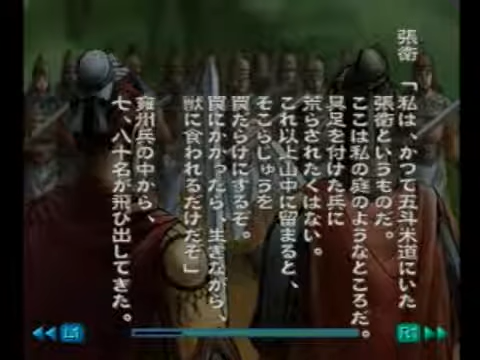 張衛「私は、かつて五斗米道にいた
張衛というものだ。
ここは私の庭のようなところだ。
具足を付けた兵に
荒らされたくはない。
これ以上山中に留まると、
そこらじゅうを
罠だらけにするぞ。
罠にかかったら、生きながら、
獣に食われるだけだぞ」
雍州兵の中から、
七、八十名が飛び出してきた。
L1
R1